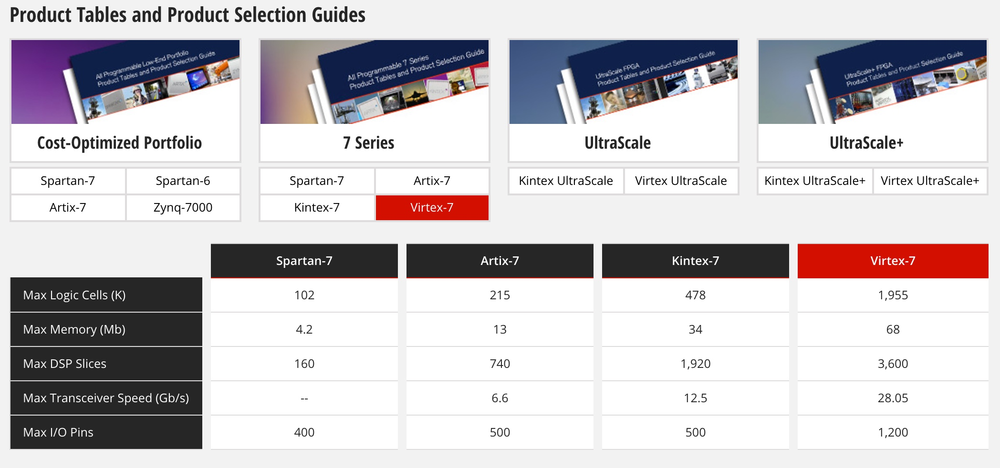 Product Tables and Product Selection Guides
All Programmable Low-End Portfolio
Product Tables and Product Selection Guide
ARTIX
All Programmable 7 Series
Product Tables and Product Selection Guide
ARTIX
KINTEX
UltraScale FPGA
Product Tables and Product Selection Guide
UltraScale+ FPGA
Product Tables and Product Selection Guide
VIRTEX
Cost-Optimized Portfolio
7 Series
UltraScale
UltraScale+
Spartan-7 Spartan-6 Spartan-7 Artix-7 Kintex UltraScale Virtex UltraScale Kintex UltraScale+ Virtex UltraScale+
Artix-7 Zynq-7000 Kintex-7 Virtex-7
Spartan-7 Artix-7 Kintex-7 Virtex-7
Max Logic Cells (K) 102 215 478 1,955
Max Memory (Mb) 4.2 13 34 68
Max DSP Slices 160 740 1,920 3,600
Max Transceiver Speed (Gb/s) -- 6.6 12.5 28.05
Max I/O Pins 400 500 500 1,200